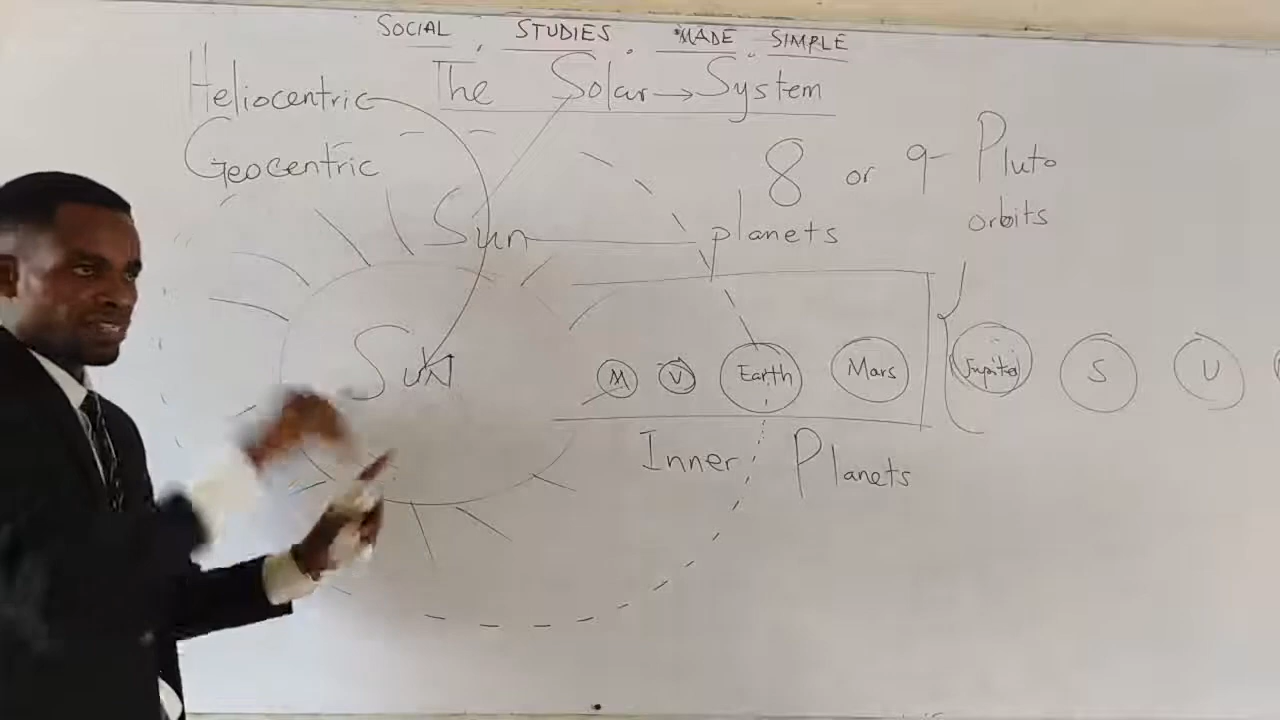 SOCIAL . STUDIES . MADE . SIMPLE
The Solar → System
Heliocentric
Geocentric
8 or 9 - Pluto
orbits
Sun planets
Sun
M V Earth Mars Jupiter S U
Inner Planets